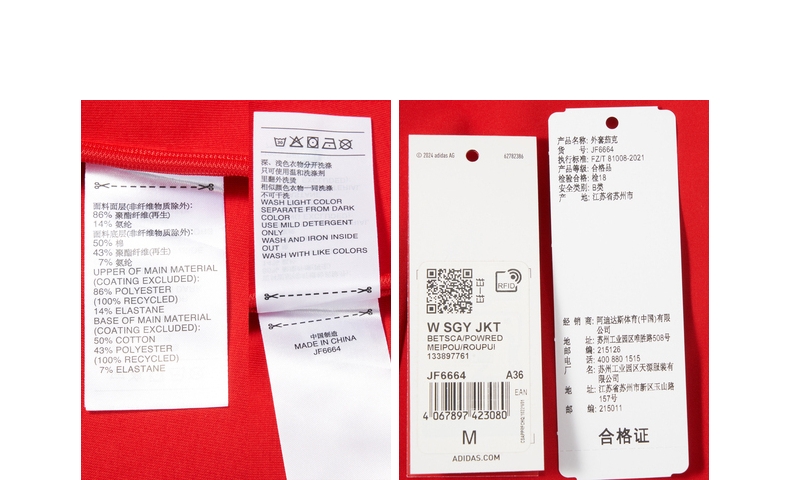 面料面层(非纤维物质除外):
86% 聚酯纤维(再生)
14% 氨纶
面料底层(非纤维物质除外):
50% 棉
43% 聚酯纤维(再生)
7% 氨纶
UPPER OF MAIN MATERIAL
(COATING EXCLUDED):
86% POLYESTER
(100% RECYCLED)
14% ELASTANE
BASE OF MAIN MATERIAL
(COATING EXCLUDED):
50% COTTON
43% POLYESTER
(100% RECYCLED)
7% ELASTANE
深、浅色衣物分开洗涤
只可使用温和洗涤剂
里翻外洗烫
相似颜色衣物一同洗涤
不可干洗
WASH LIGHT COLOR
SEPARATE FROM DARK
COLOR
USE MILD DETERGENT
ONLY
WASH AND IRON INSIDE
OUT
WASH WITH LIKE COLORS
中国制造
MADE IN CHINA
JF6664
© 2024 adidas AG
62782386
RFID
W SGY JKT
BETSCA/POWRED
MEIPOU/ROUPUI
133897761
JF6664 A36
EAN
4 067897 423080
M
ADIDAS.COM
产品名称: 外套茄克
货 号: JF6664
执行标准: FZ/T 81008-2021
产品等级: 合格品
检验合格: 检18
安全类别: B类
产 地: 江苏省苏州市
经 销 商: 阿迪达斯体育(中国)有限
公司
地 址: 苏州工业园区唯胜路508号
邮 编: 215126
电 话: 400 880 1515
厂 名: 苏州工业园区天源服装有
限公司
地 址: 江苏省苏州市新区玉山路
157号
邮 编: 215011
合格证